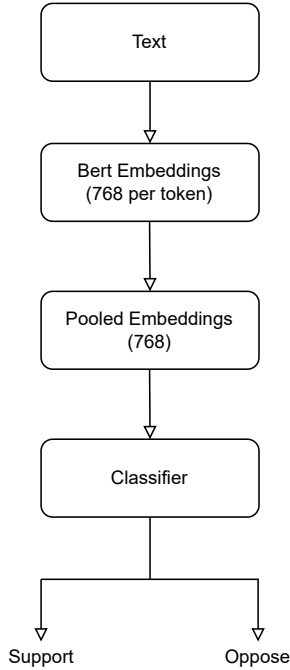 Text
Bert Embeddings
(768 per token)
Pooled Embeddings
(768)
Classifier
Support
Oppose